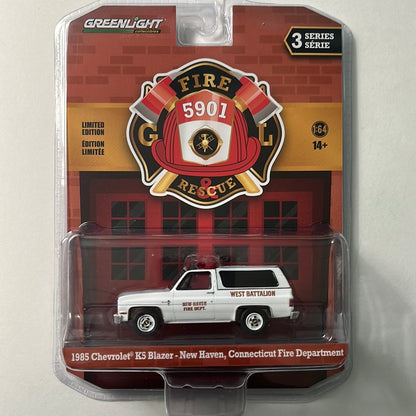 GREENLIGHT
collectibles
3 SERIES
SÉRIE
FIRE
5901
G L
&
RESCUE
LIMITED
EDITION
ÉDITION
LIMITÉE
1:64
14+
WEST BATTALION
NEW HAVEN
FIRE DEPT.
1985 Chevrolet® K5 Blazer - New Haven, Connecticut Fire Department